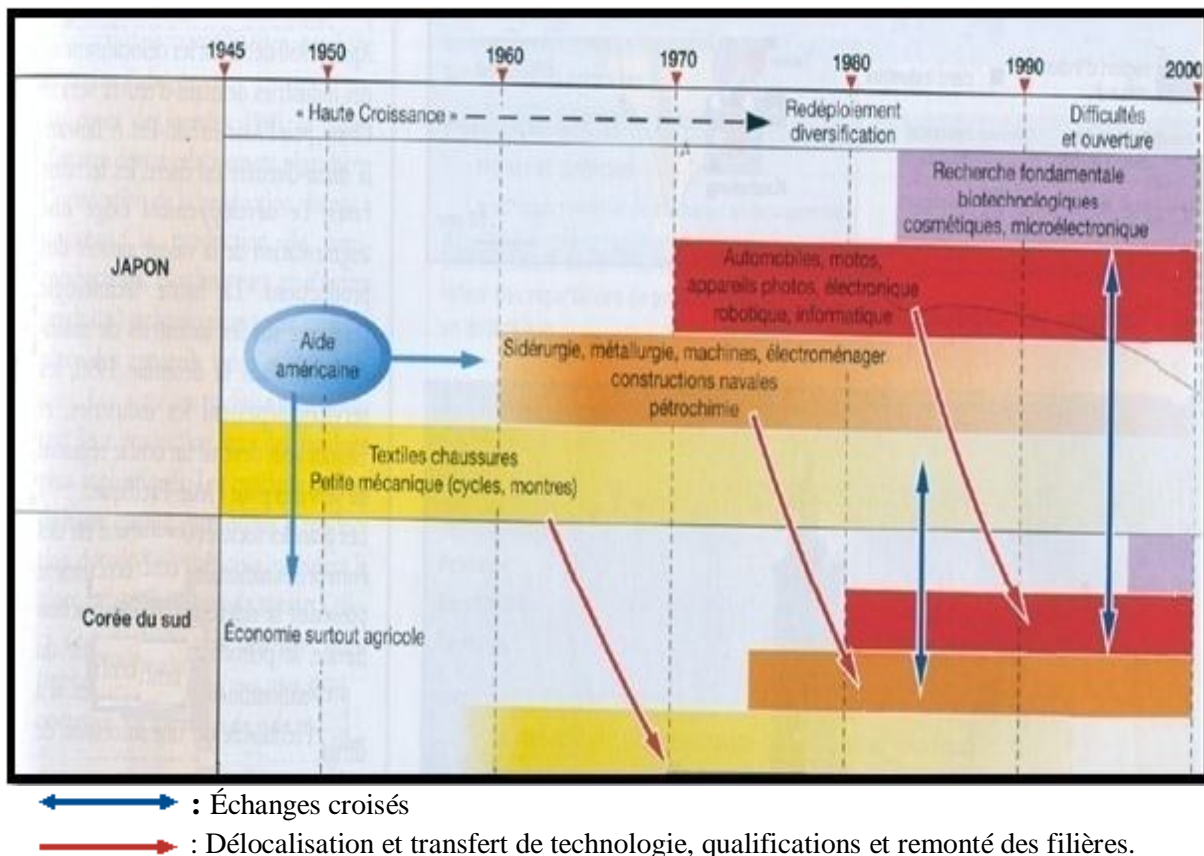 1945 1950 1960 1970 1980 1990 2000
« Haute Croissance »
Redéploiement
diversification
Difficultés
et ouverture
Recherche fondamentale
biotechnologiques
cosmétiques, microélectronique
JAPON
Automobiles, motos,
appareils photos, électronique
robotique, informatique
Aide
américaine
Sidérurgie, métallurgie, machines, électroménager
constructions navales
pétrochimie
Textiles chaussures
Petite mécanique (cycles, montres)
Corée du sud
Économie surtout agricole
: Échanges croisés
: Délocalisation et transfert de technologie, qualifications et remonté des filières.